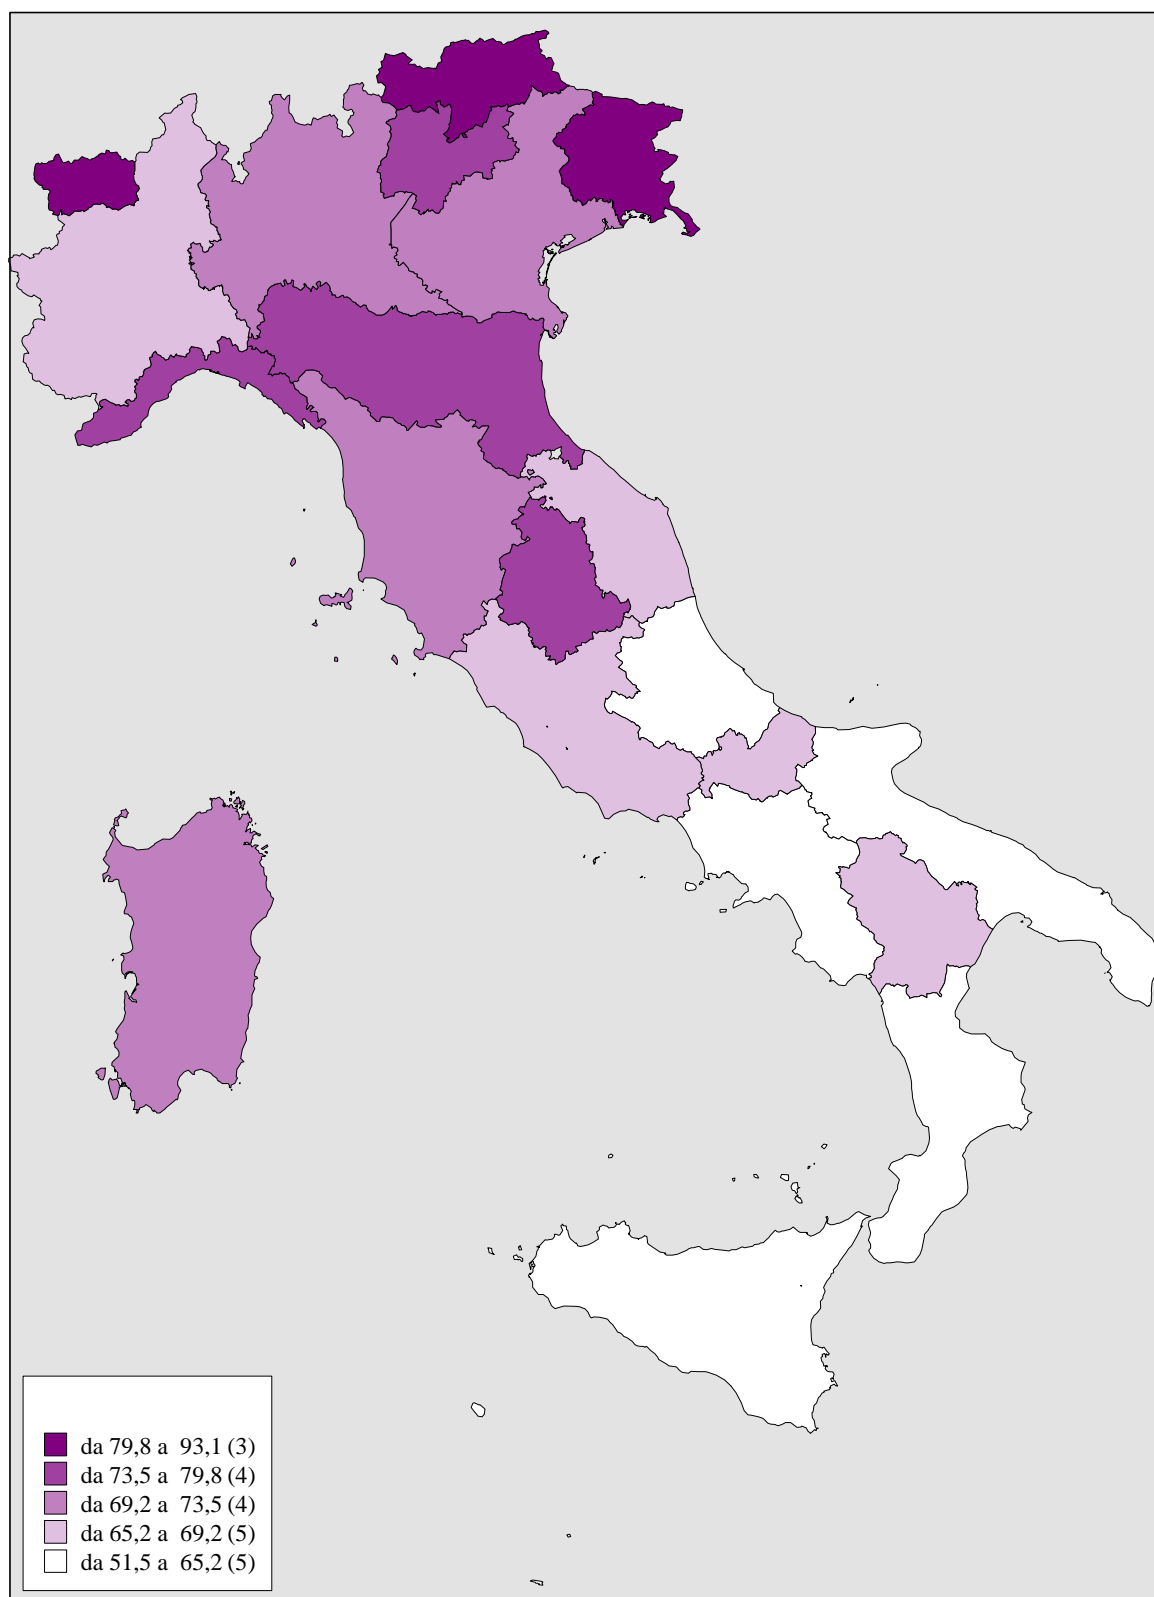 da 79,8 a 93,1 (3)
da 73,5 a 79,8 (4)
da 69,2 a 73,5 (4)
da 65,2 a 69,2 (5)
da 51,5 a 65,2 (5)